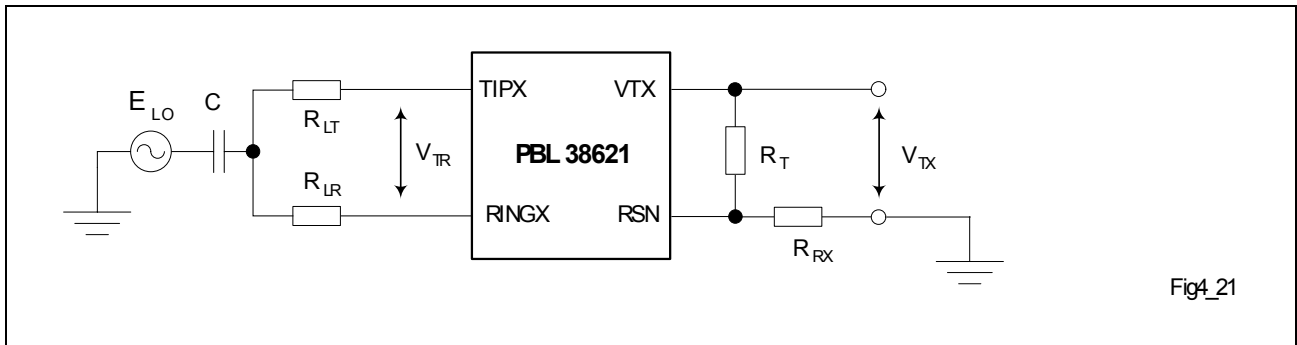 E LO
C
R LT
R LR
V TR
TIPX
RINGX
PBL 38621
VTX
RSN
R T
R RX
V TX
Fig4_21